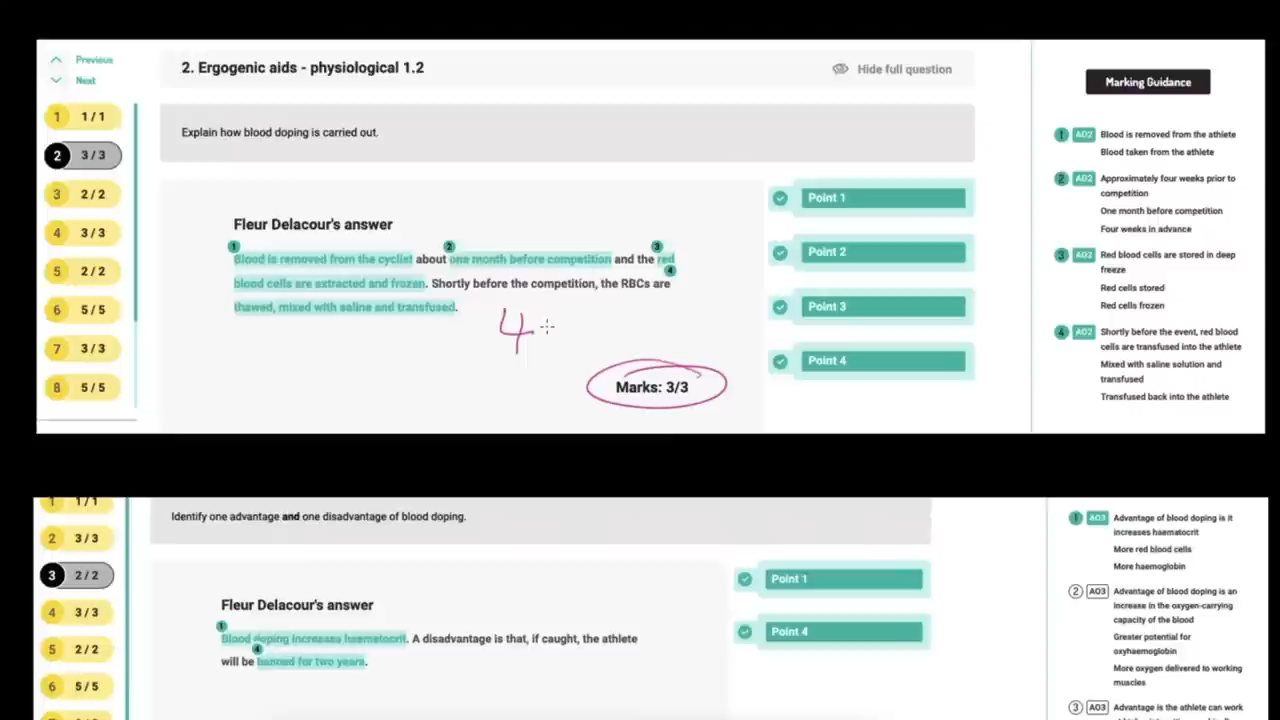 Previous
Next
1 1 / 1
2 3 / 3
3 2 / 2
4 3 / 3
5 2 / 2
6 5 / 5
7 3 / 3
8 5 / 5
2. Ergogenic aids - physiological 1.2
Hide full question
Explain how blood doping is carried out.
Fleur Delacour's answer
1 2 3
Blood is removed from the cyclist about one month before competition and the red
4
blood cells are extracted and frozen. Shortly before the competition, the RBCs are
thawed, mixed with saline and transfused.
4
Marks: 3/3
Point 1
Point 2
Point 3
Point 4
Marking Guidance
1 AO2 Blood is removed from the athlete
Blood taken from the athlete
2 AO2 Approximately four weeks prior to
competition
One month before competition
Four weeks in advance
3 AO2 Red blood cells are stored in deep
freeze
Red cells stored
Red cells frozen
4 AO2 Shortly before the event, red blood
cells are transfused into the athlete
Mixed with saline solution and
transfused
Transfused back into the athlete
1 1 / 1
2 3 / 3
3 2 / 2
4 3 / 3
5 2 / 2
6 5 / 5
Identify one advantage and one disadvantage of blood doping.
Fleur Delacour's answer
1
Blood doping increases haematocrit. A disadvantage is that, if caught, the athlete
4
will be banned for two years.
Point 1
Point 4
1 AO3 Advantage of blood doping is it
increases haematocrit
More red blood cells
More haemoglobin
2 AO3 Advantage of blood doping is an
increase in the oxygen-carrying
capacity of the blood
Greater potential for
oxyhaemoglobin
More oxygen delivered to working
muscles
3 AO3 Advantage is the athlete can work